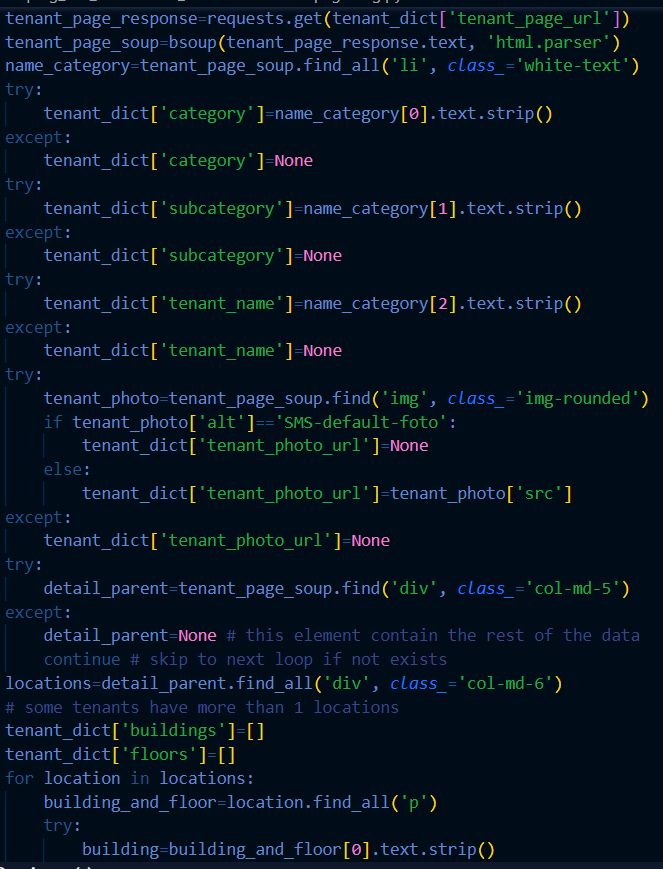 tenant_page_response=requests.get(tenant_dict['tenant_page_url'])
tenant_page_soup=bsoup(tenant_page_response.text, 'html.parser')
name_category=tenant_page_soup.find_all('li', class_='white-text')
try:
    tenant_dict['category']=name_category[0].text.strip()
except:
    tenant_dict['category']=None
try:
    tenant_dict['subcategory']=name_category[1].text.strip()
except:
    tenant_dict['subcategory']=None
try:
    tenant_dict['tenant_name']=name_category[2].text.strip()
except:
    tenant_dict['tenant_name']=None
try:
    tenant_photo=tenant_page_soup.find('img', class_='img-rounded')
    if tenant_photo['alt']=='SMS-default-foto':
        tenant_dict['tenant_photo_url']=None
    else:
        tenant_dict['tenant_photo_url']=tenant_photo['src']
except:
    tenant_dict['tenant_photo_url']=None
try:
    detail_parent=tenant_page_soup.find('div', class_='col-md-5')
except:
    detail_parent=None # this element contain the rest of the data
    continue # skip to next loop if not exists
locations=detail_parent.find_all('div', class_='col-md-6')
# some tenants have more than 1 locations
tenant_dict['buildings']=[]
tenant_dict['floors']=[]
for location in locations:
    building_and_floor=location.find_all('p')
    try:
        building=building_and_floor[0].text.strip()